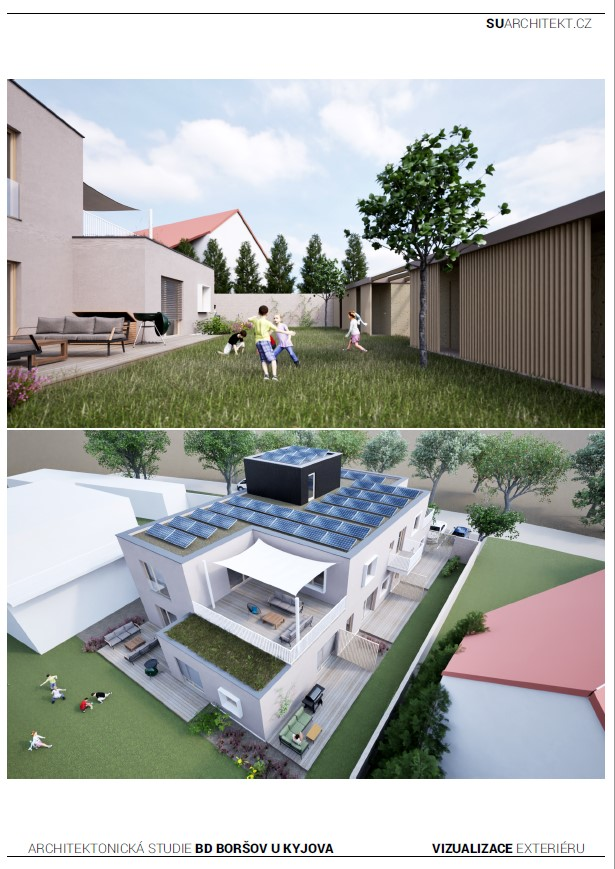 SUARCHITEKT.CZ
ARCHITEKTONICKÁ STUDIE BD BORŠOV U KYJOVA
VIZUALIZACE EXTERIÉRU